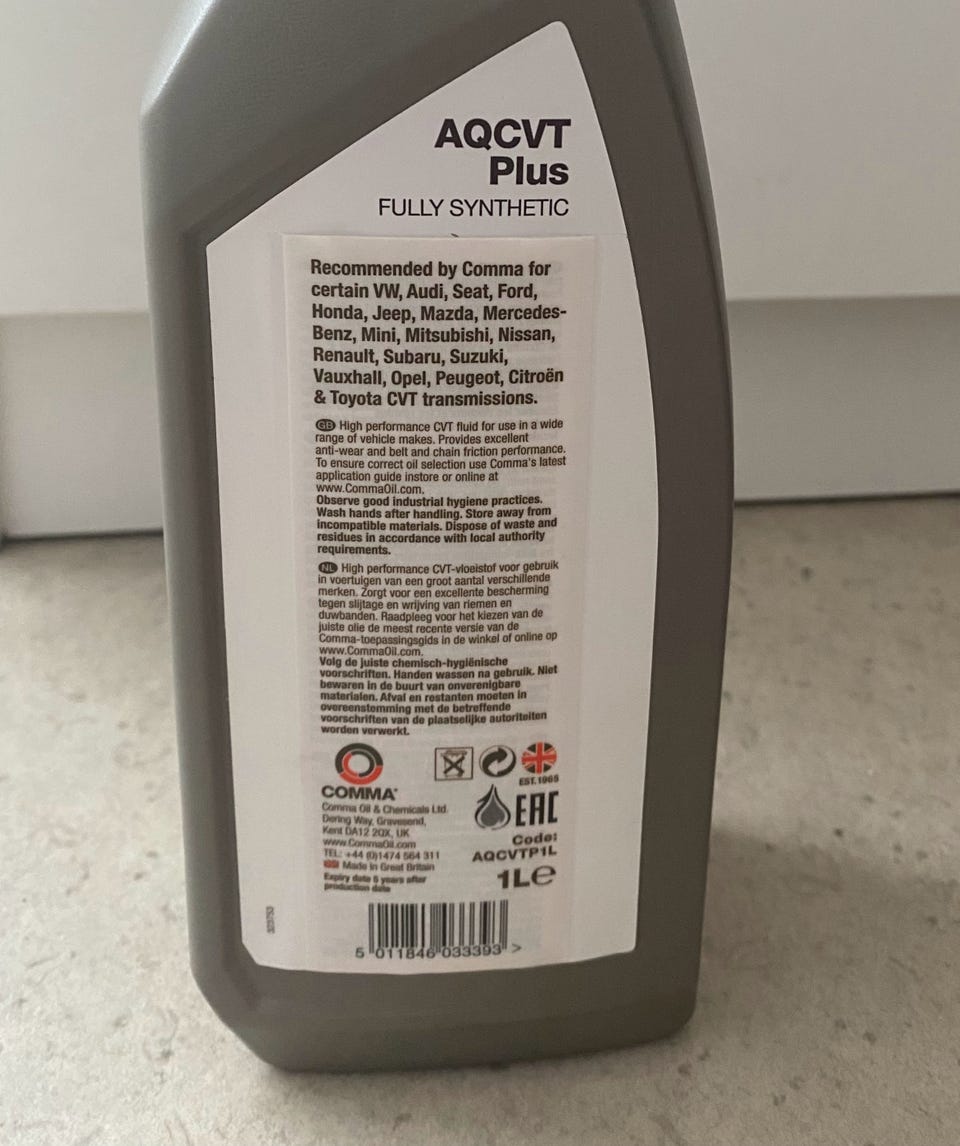 AQCVT
Plus
FULLY SYNTHETIC
Recommended by Comma for
certain VW, Audi, Seat, Ford,
Honda, Jeep, Mazda, Mercedes-
Benz, Mini, Mitsubishi, Nissan,
Renault, Subaru, Suzuki,
Vauxhall, Opel, Peugeot, Citroën
& Toyota CVT transmissions.
GB High performance CVT fluid for use in a wide
range of vehicle makes. Provides excellent
anti-wear and belt and chain friction performance.
To ensure correct oil selection use Comma's latest
application guide instore or online at
www.CommaOil.com.
Observe good industrial hygiene practices.
Wash hands after handling. Store away from
incompatible materials. Dispose of waste and
residues in accordance with local authority
requirements.
NL High performance CVT-vloeistof voor gebruik
in voertuigen van een groot aantal verschillende
merken. Zorgt voor een excellente bescherming
tegen slijtage en wrijving van riemen en
duwbanden. Raadpleeg voor het kiezen van de
juiste olie de meest recente versie van de
Comma-toepassingsgids in de winkel of online op
www.CommaOil.com.
Volg de juiste chemisch-hygiënische
voorschriften. Handen wassen na gebruik. Niet
bewaren in de buurt van onverenigbare
materialen. Afval en restanten moeten in
overeenstemming met de betreffende
voorschriften van de plaatselijke autoriteiten
worden verwerkt.
EST. 1965
COMMA
Comma Oil & Chemicals Ltd.
Dering Way, Gravesend,
Kent DA12 2QX, UK
www.CommaOil.com
TEL: +44 (0)1474 564 311
Made in Great Britain
Expiry date 5 years after
production date
EAC
Code:
AQCVTP1L
1L℮
5 011846 033393 >